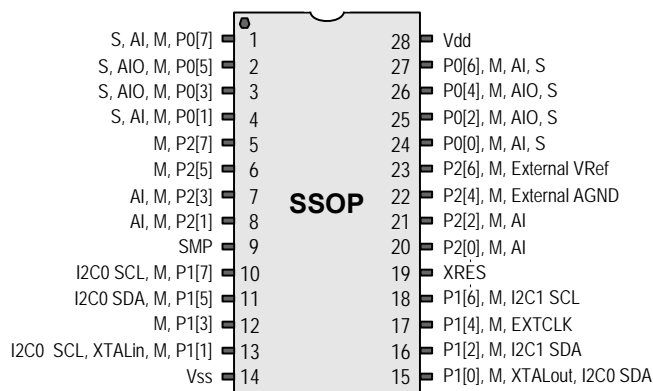 S, AI, M, P0[7] 1 28 Vdd
S, AIO, M, P0[5] 2 27 P0[6], M, AI, S
S, AIO, M, P0[3] 3 26 P0[4], M, AIO, S
S, AI, M, P0[1] 4 25 P0[2], M, AIO, S
M, P2[7] 5 24 P0[0], M, AI, S
M, P2[5] 6 23 P2[6], M, External VRef
AI, M, P2[3] 7 22 P2[4], M, External AGND
SSOP
AI, M, P2[1] 8 21 P2[2], M, AI
SMP 9 20 P2[0], M, AI
I2C0 SCL, M, P1[7] 10 19 XRES
I2C0 SDA, M, P1[5] 11 18 P1[6], M, I2C1 SCL
M, P1[3] 12 17 P1[4], M, EXTCLK
I2C0 SCL, XTALin, M, P1[1] 13 16 P1[2], M, I2C1 SDA
Vss 14 15 P1[0], M, XTALout, I2C0 SDA